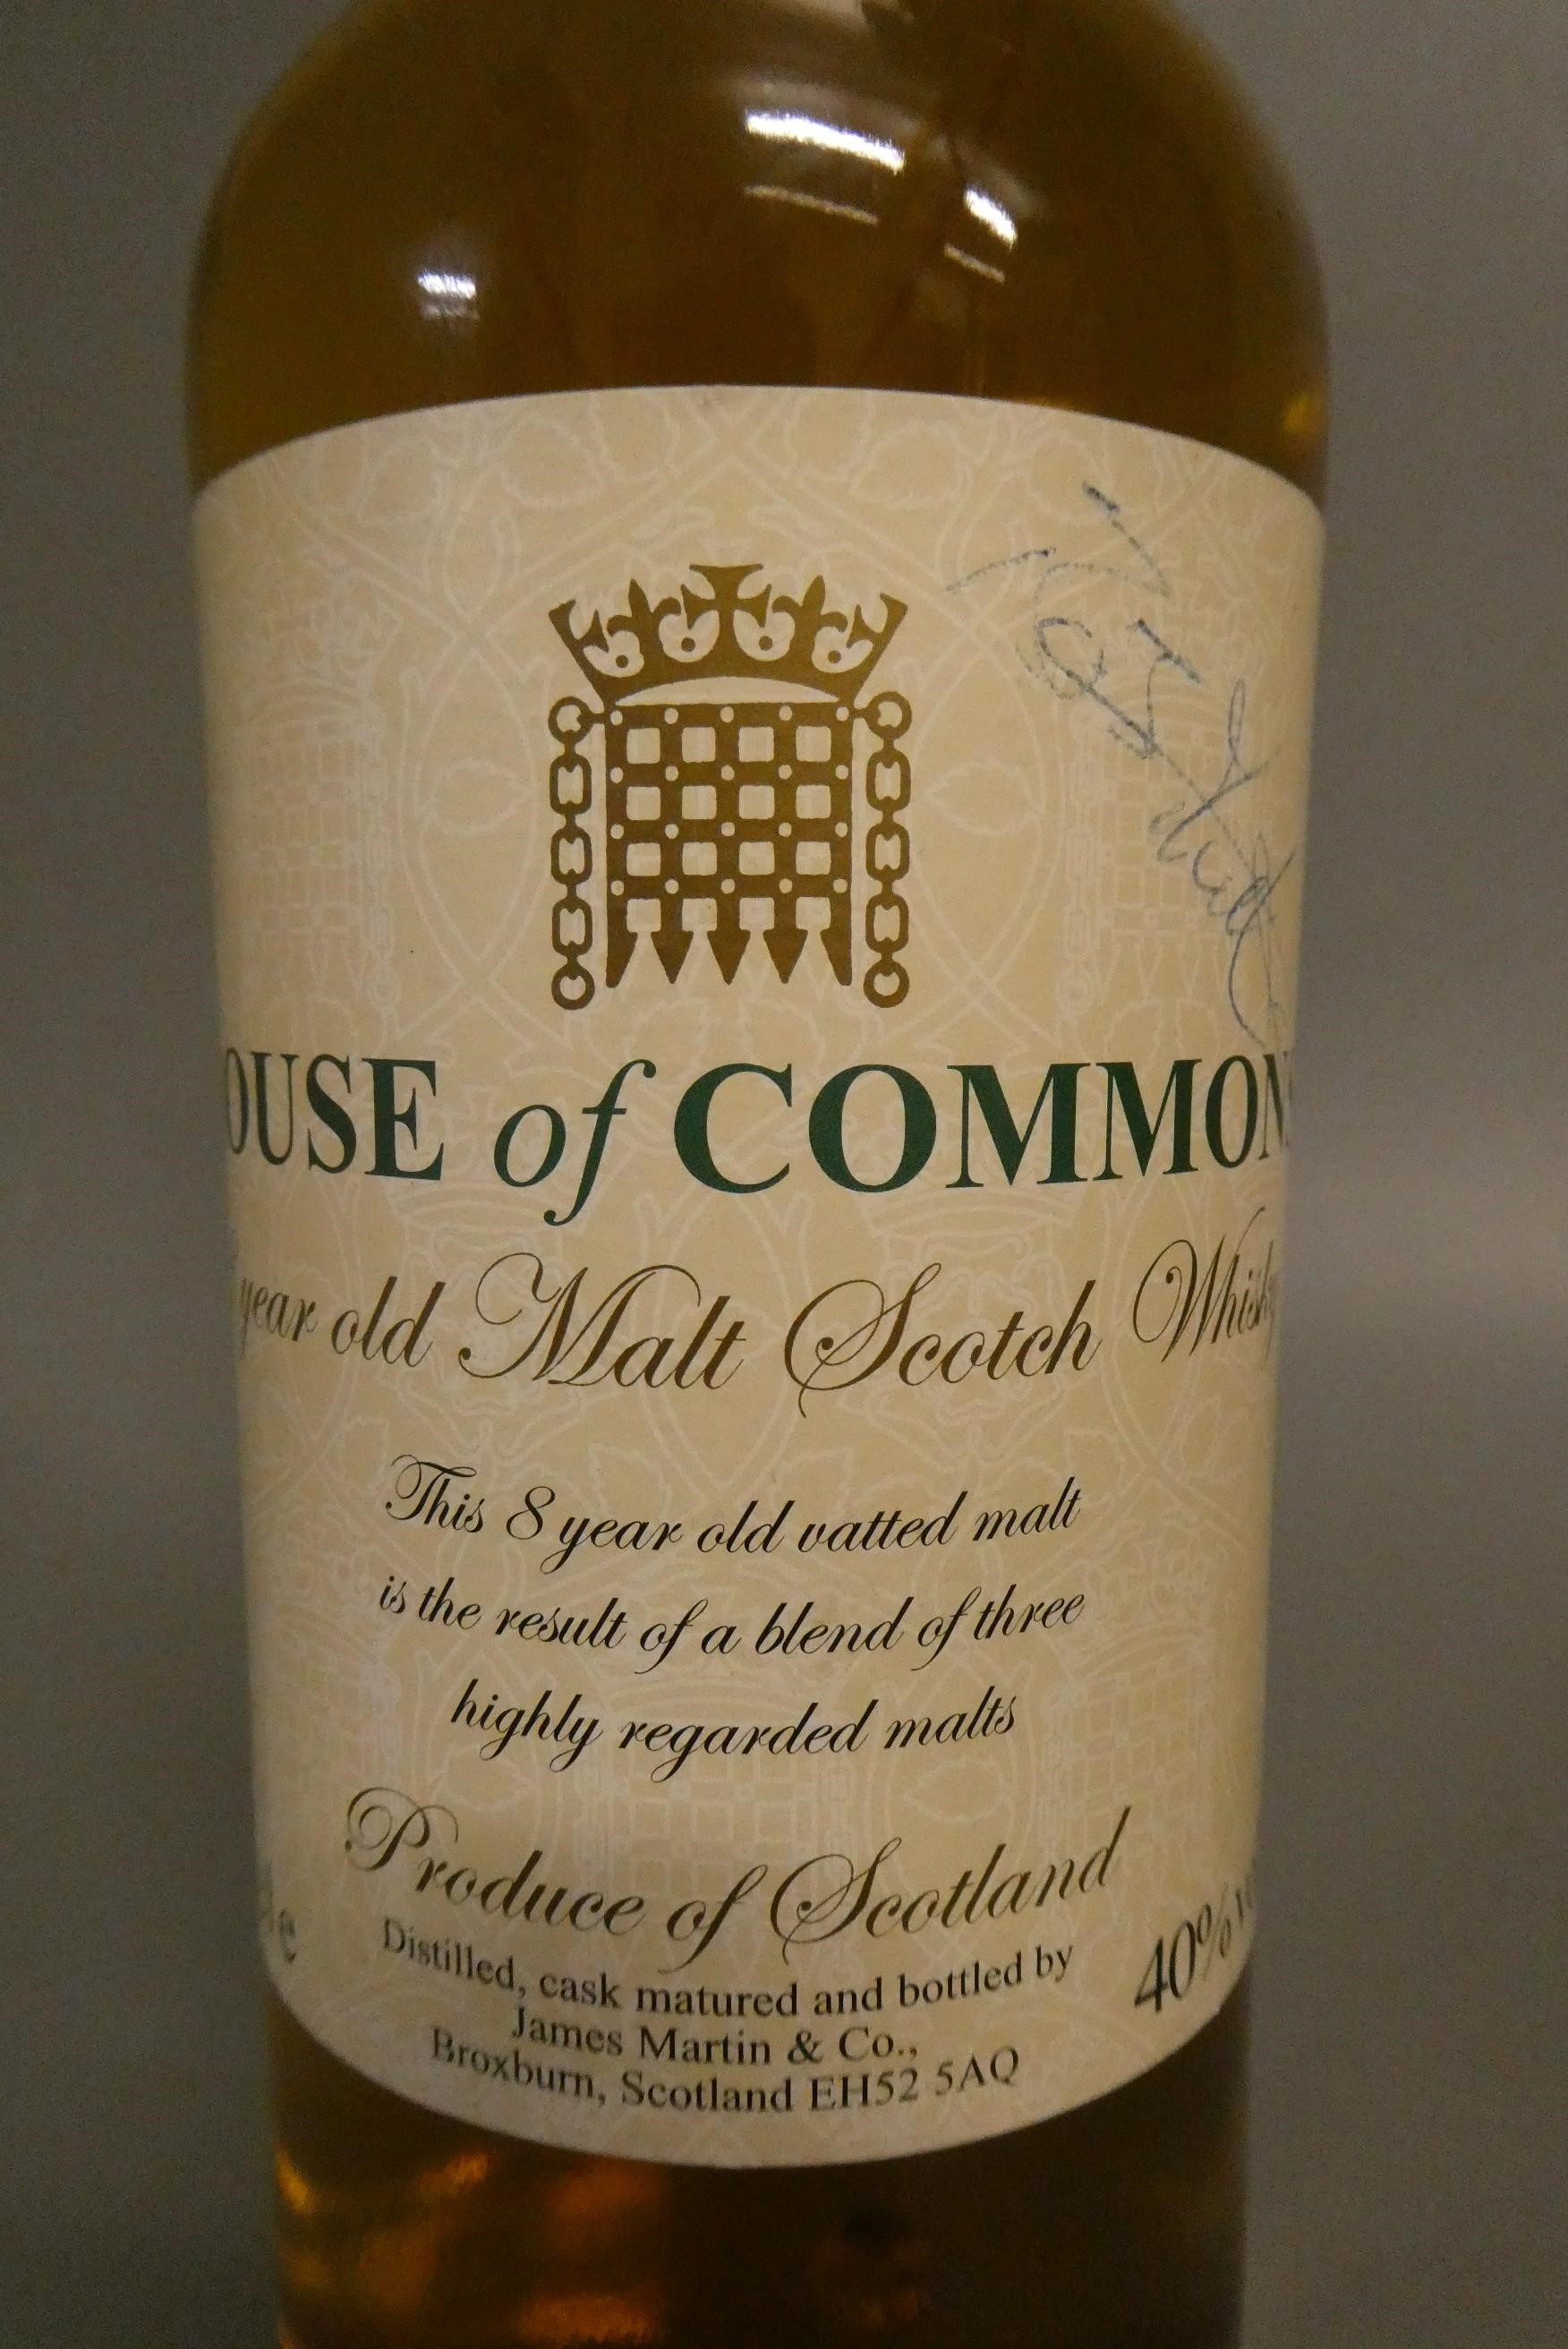 OUSE of COMMONS
year old Malt Scotch Whisky
This 8 year old vatted malt
is the result of a blend of three
highly regarded malts
Produce of Scotland
40%
Distilled, cask matured and bottled by
James Martin & Co.,
Broxburn, Scotland EH52 5AQ